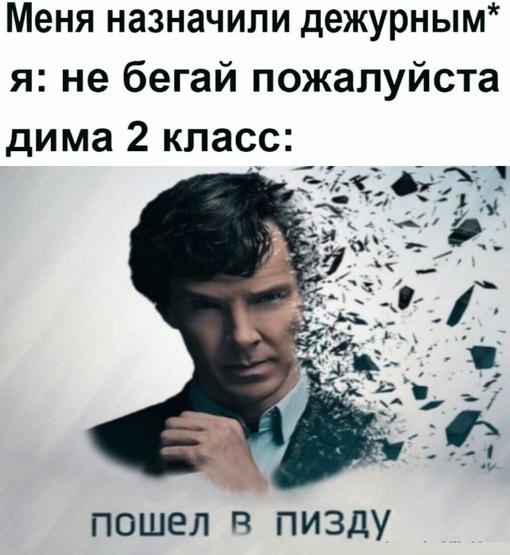 Меня назначили дежурным*
я: не бегай пожалуйста
дима 2 класс:
пошел в пизду